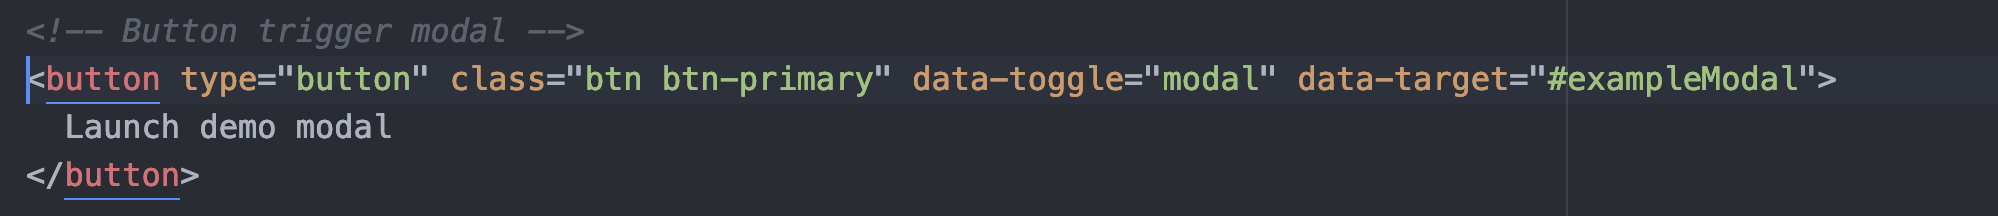 <!-- Button trigger modal -->
<button type="button" class="btn btn-primary" data-toggle="modal" data-target="#exampleModal">
  Launch demo modal
</button>